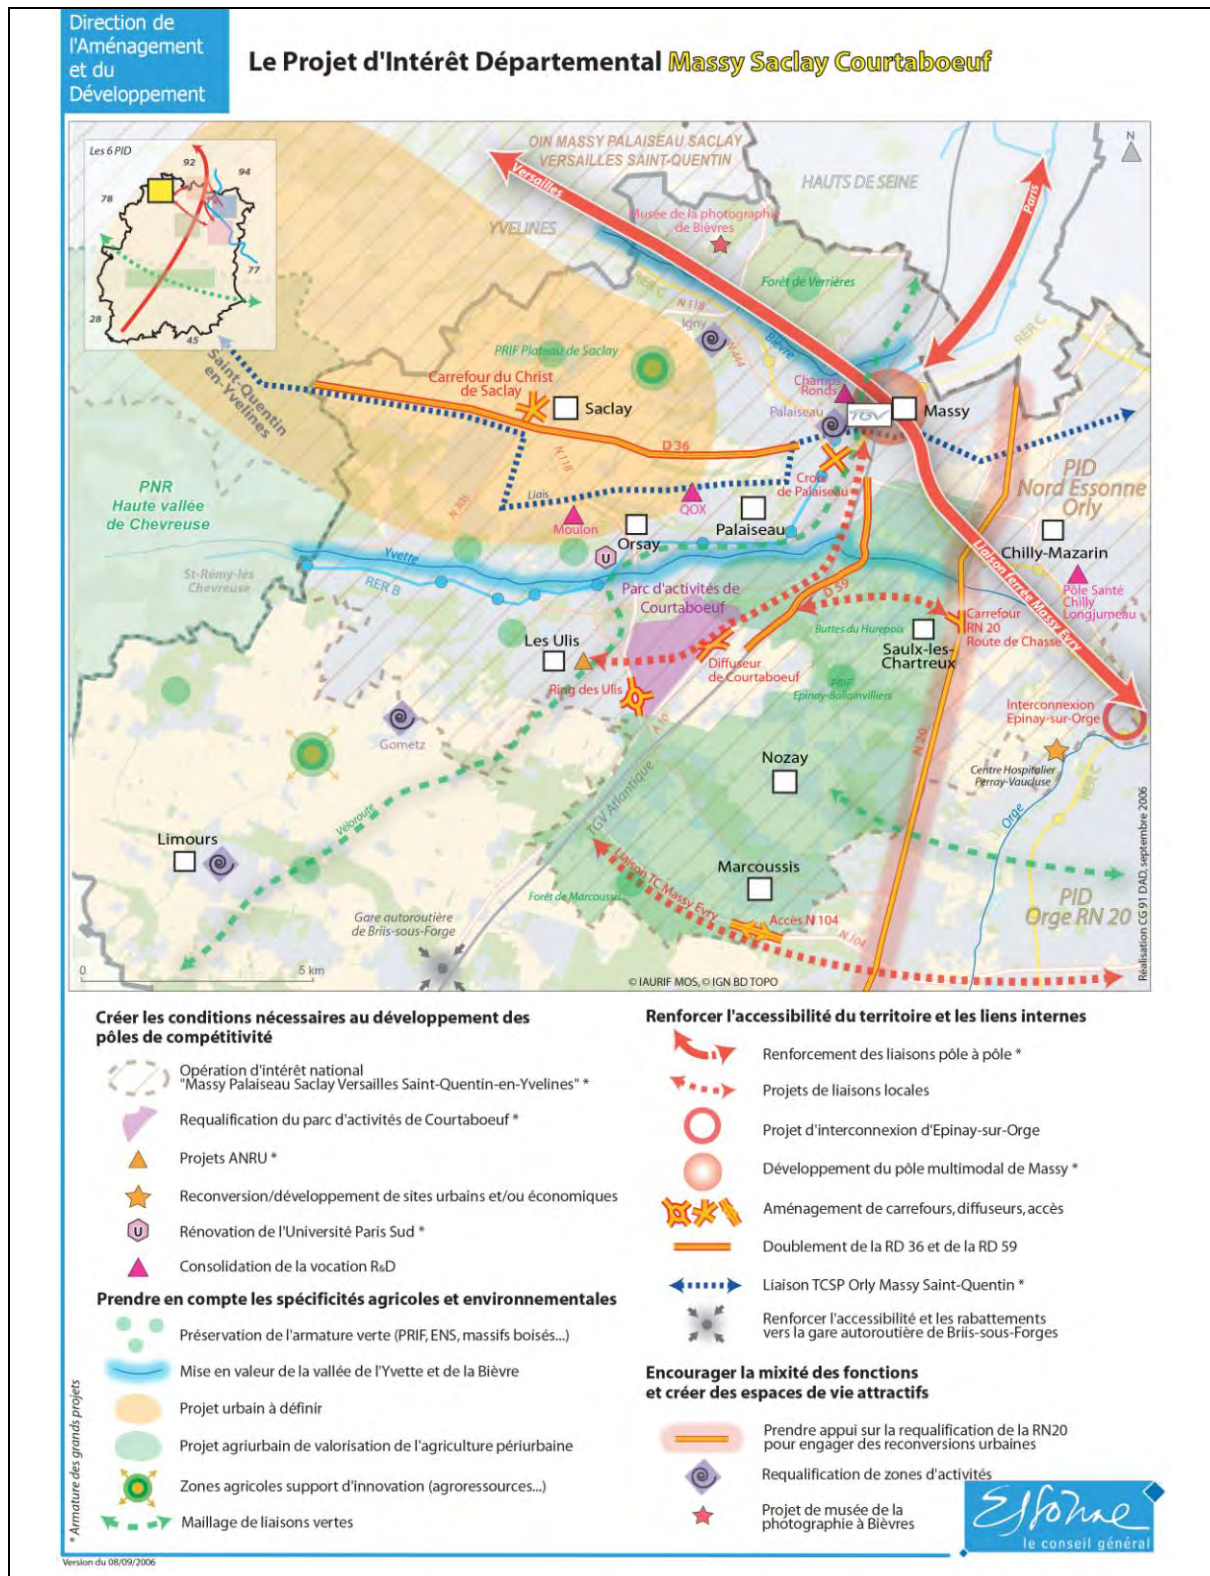 Direction de
l'Aménagement
et du
Développement
Le Projet d'Intérêt Départemental Massy Saclay Courtaboeuf
Les 6 PID
92
94
78
77
28
45
OIN MASSY PALAISEAU SACLAY
VERSAILLES SAINT-QUENTIN
HAUTS DE SEINE
YVELINES
N
Versailles
Paris
Musée de la photographie
de Bièvres
Forêt de Verrières
RER C
N 118
Igny
N 444
Bièvre
RER C
PRIF Plateau de Saclay
Saint-Quentin
en-Yvelines
Carrefour du Christ
de Saclay
Saclay
Champs
Ronds
Palaiseau
TGV
Massy
D 36
N 118
Croix
de Palaiseau
PID
Nord Essonne
Orly
PNR
Haute vallée
de Chevreuse
N 306
Liais
QOX
Moulon
Palaiseau
Orsay
U
Chilly-Mazarin
Yvette
St-Rémy-lès
Chevreuse
RER B
Parc d'activités de
Courtaboeuf
D 59
Liaison ferrée Massy Evry
Pôle Santé
Chilly
Longjumeau
Buttes du Hurepoix
Carrefour
RN 20
Route de Chasse
Les Ulis
Saulx-les-
Chartreux
Diffuseur
de Courtaboeuf
Ring des Ulis
PRIF
Epinay-Ballainvilliers
Interconnexion
Epinay-sur-Orge
Gometz
A 10
N 20
Nozay
Centre Hospitalier
Perray-Vaucluse
RER C
Orge
TGV Atlantique
Véloroute
Limours
Liaison TC Massy Evry
Marcoussis
Forêt de Marcoussis
Accès N 104
N 104
PID
Orge RN 20
Gare autoroutière
de Briis-sous-Forge
0 5 km
© IAURIF MOS, © IGN BD TOPO
Réalisation CG 91 DAD, septembre 2006
Créer les conditions nécessaires au développement des
pôles de compétitivité
Opération d'intérêt national
"Massy Palaiseau Saclay Versailles Saint-Quentin-en-Yvelines" *
Requalification du parc d'activités de Courtaboeuf *
Projets ANRU *
Reconversion/développement de sites urbains et/ou économiques
U
Rénovation de l'Université Paris Sud *
Consolidation de la vocation R&D
Prendre en compte les spécificités agricoles et environnementales
Préservation de l'armature verte (PRIF, ENS, massifs boisés...)
Mise en valeur de la vallée de l'Yvette et de la Bièvre
Projet urbain à définir
Projet agriurbain de valorisation de l'agriculture périurbaine
Zones agricoles support d'innovation (agroressources...)
Maillage de liaisons vertes
* Armature des grands projets
Renforcer l'accessibilité du territoire et les liens internes
Renforcement des liaisons pôle à pôle *
Projets de liaisons locales
Projet d'interconnexion d'Epinay-sur-Orge
Développement du pôle multimodal de Massy *
Aménagement de carrefours, diffuseurs, accès
Doublement de la RD 36 et de la RD 59
Liaison TCSP Orly Massy Saint-Quentin *
Renforcer l'accessibilité et les rabattements
vers la gare autoroutière de Briis-sous-Forges
Encourager la mixité des fonctions
et créer des espaces de vie attractifs
Prendre appui sur la requalification de la RN20
pour engager des reconversions urbaines
Requalification de zones d'activités
Projet de musée de la
photographie à Bièvres
Essonne
le conseil général
Version du 08/09/2006